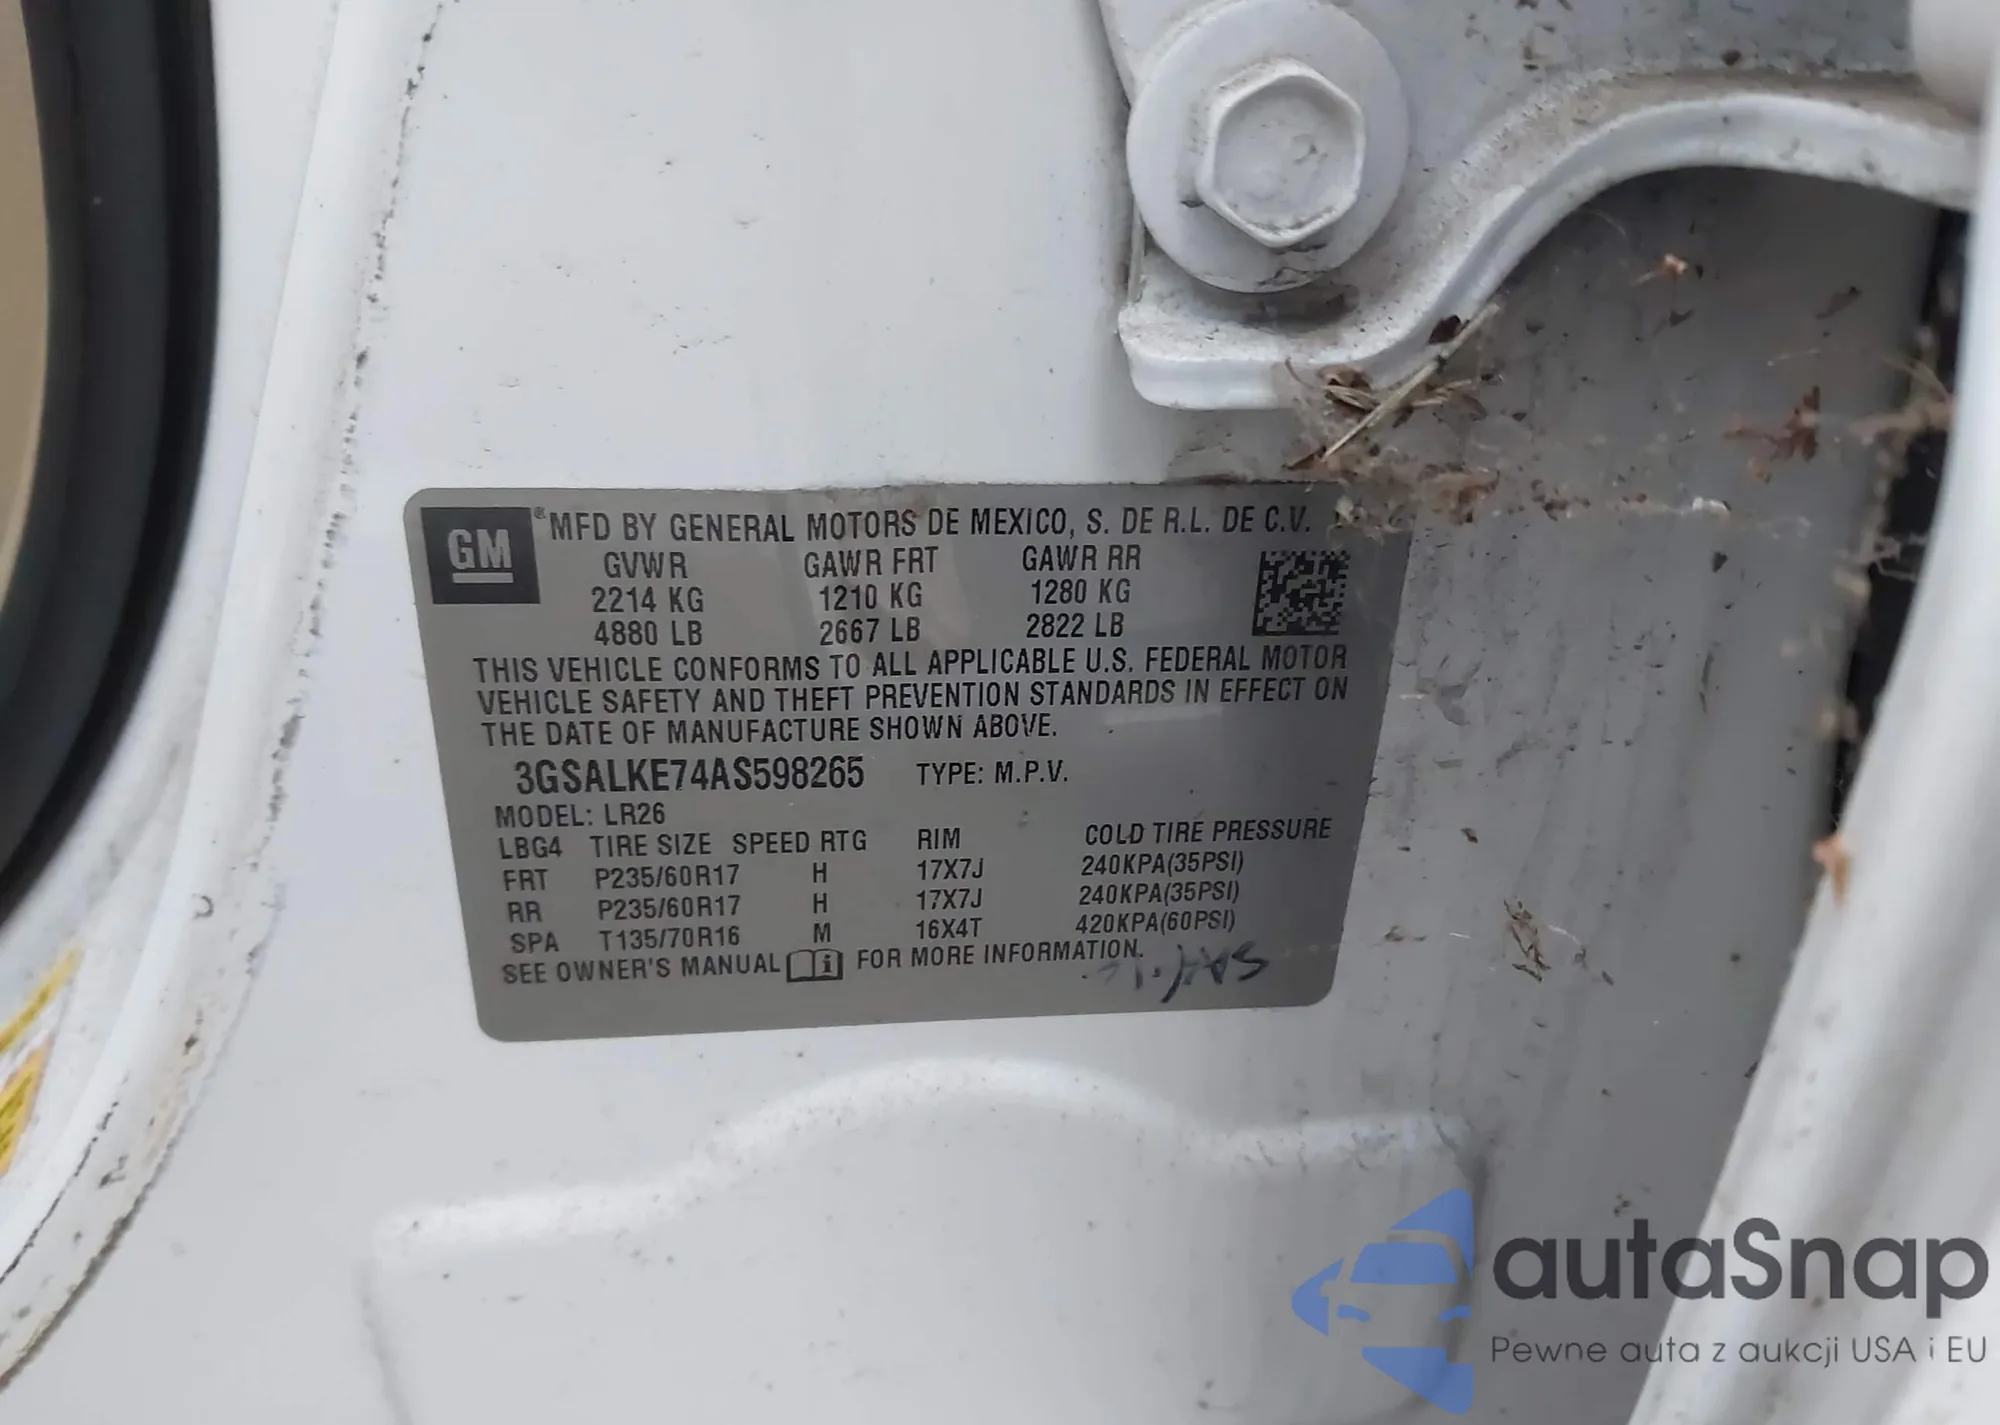 GM ® MFD BY GENERAL MOTORS DE MEXICO, S. DE R.L. DE C.V.
GVWR GAWR FRT GAWR RR
2214 KG 1210 KG 1280 KG
4880 LB 2667 LB 2822 LB
THIS VEHICLE CONFORMS TO ALL APPLICABLE U.S. FEDERAL MOTOR
VEHICLE SAFETY AND THEFT PREVENTION STANDARDS IN EFFECT ON
THE DATE OF MANUFACTURE SHOWN ABOVE.
3GSALKE74AS598265 TYPE: M.P.V.
MODEL: LR26
LBG4 TIRE SIZE SPEED RTG RIM COLD TIRE PRESSURE
FRT P235/60R17 H 17X7J 240KPA(35PSI)
RR P235/60R17 H 17X7J 240KPA(35PSI)
SPA T135/70R16 M 16X4T 420KPA(60PSI)
SEE OWNER'S MANUAL i FOR MORE INFORMATION.
autaSnap
Pewne auta z aukcji USA i EU